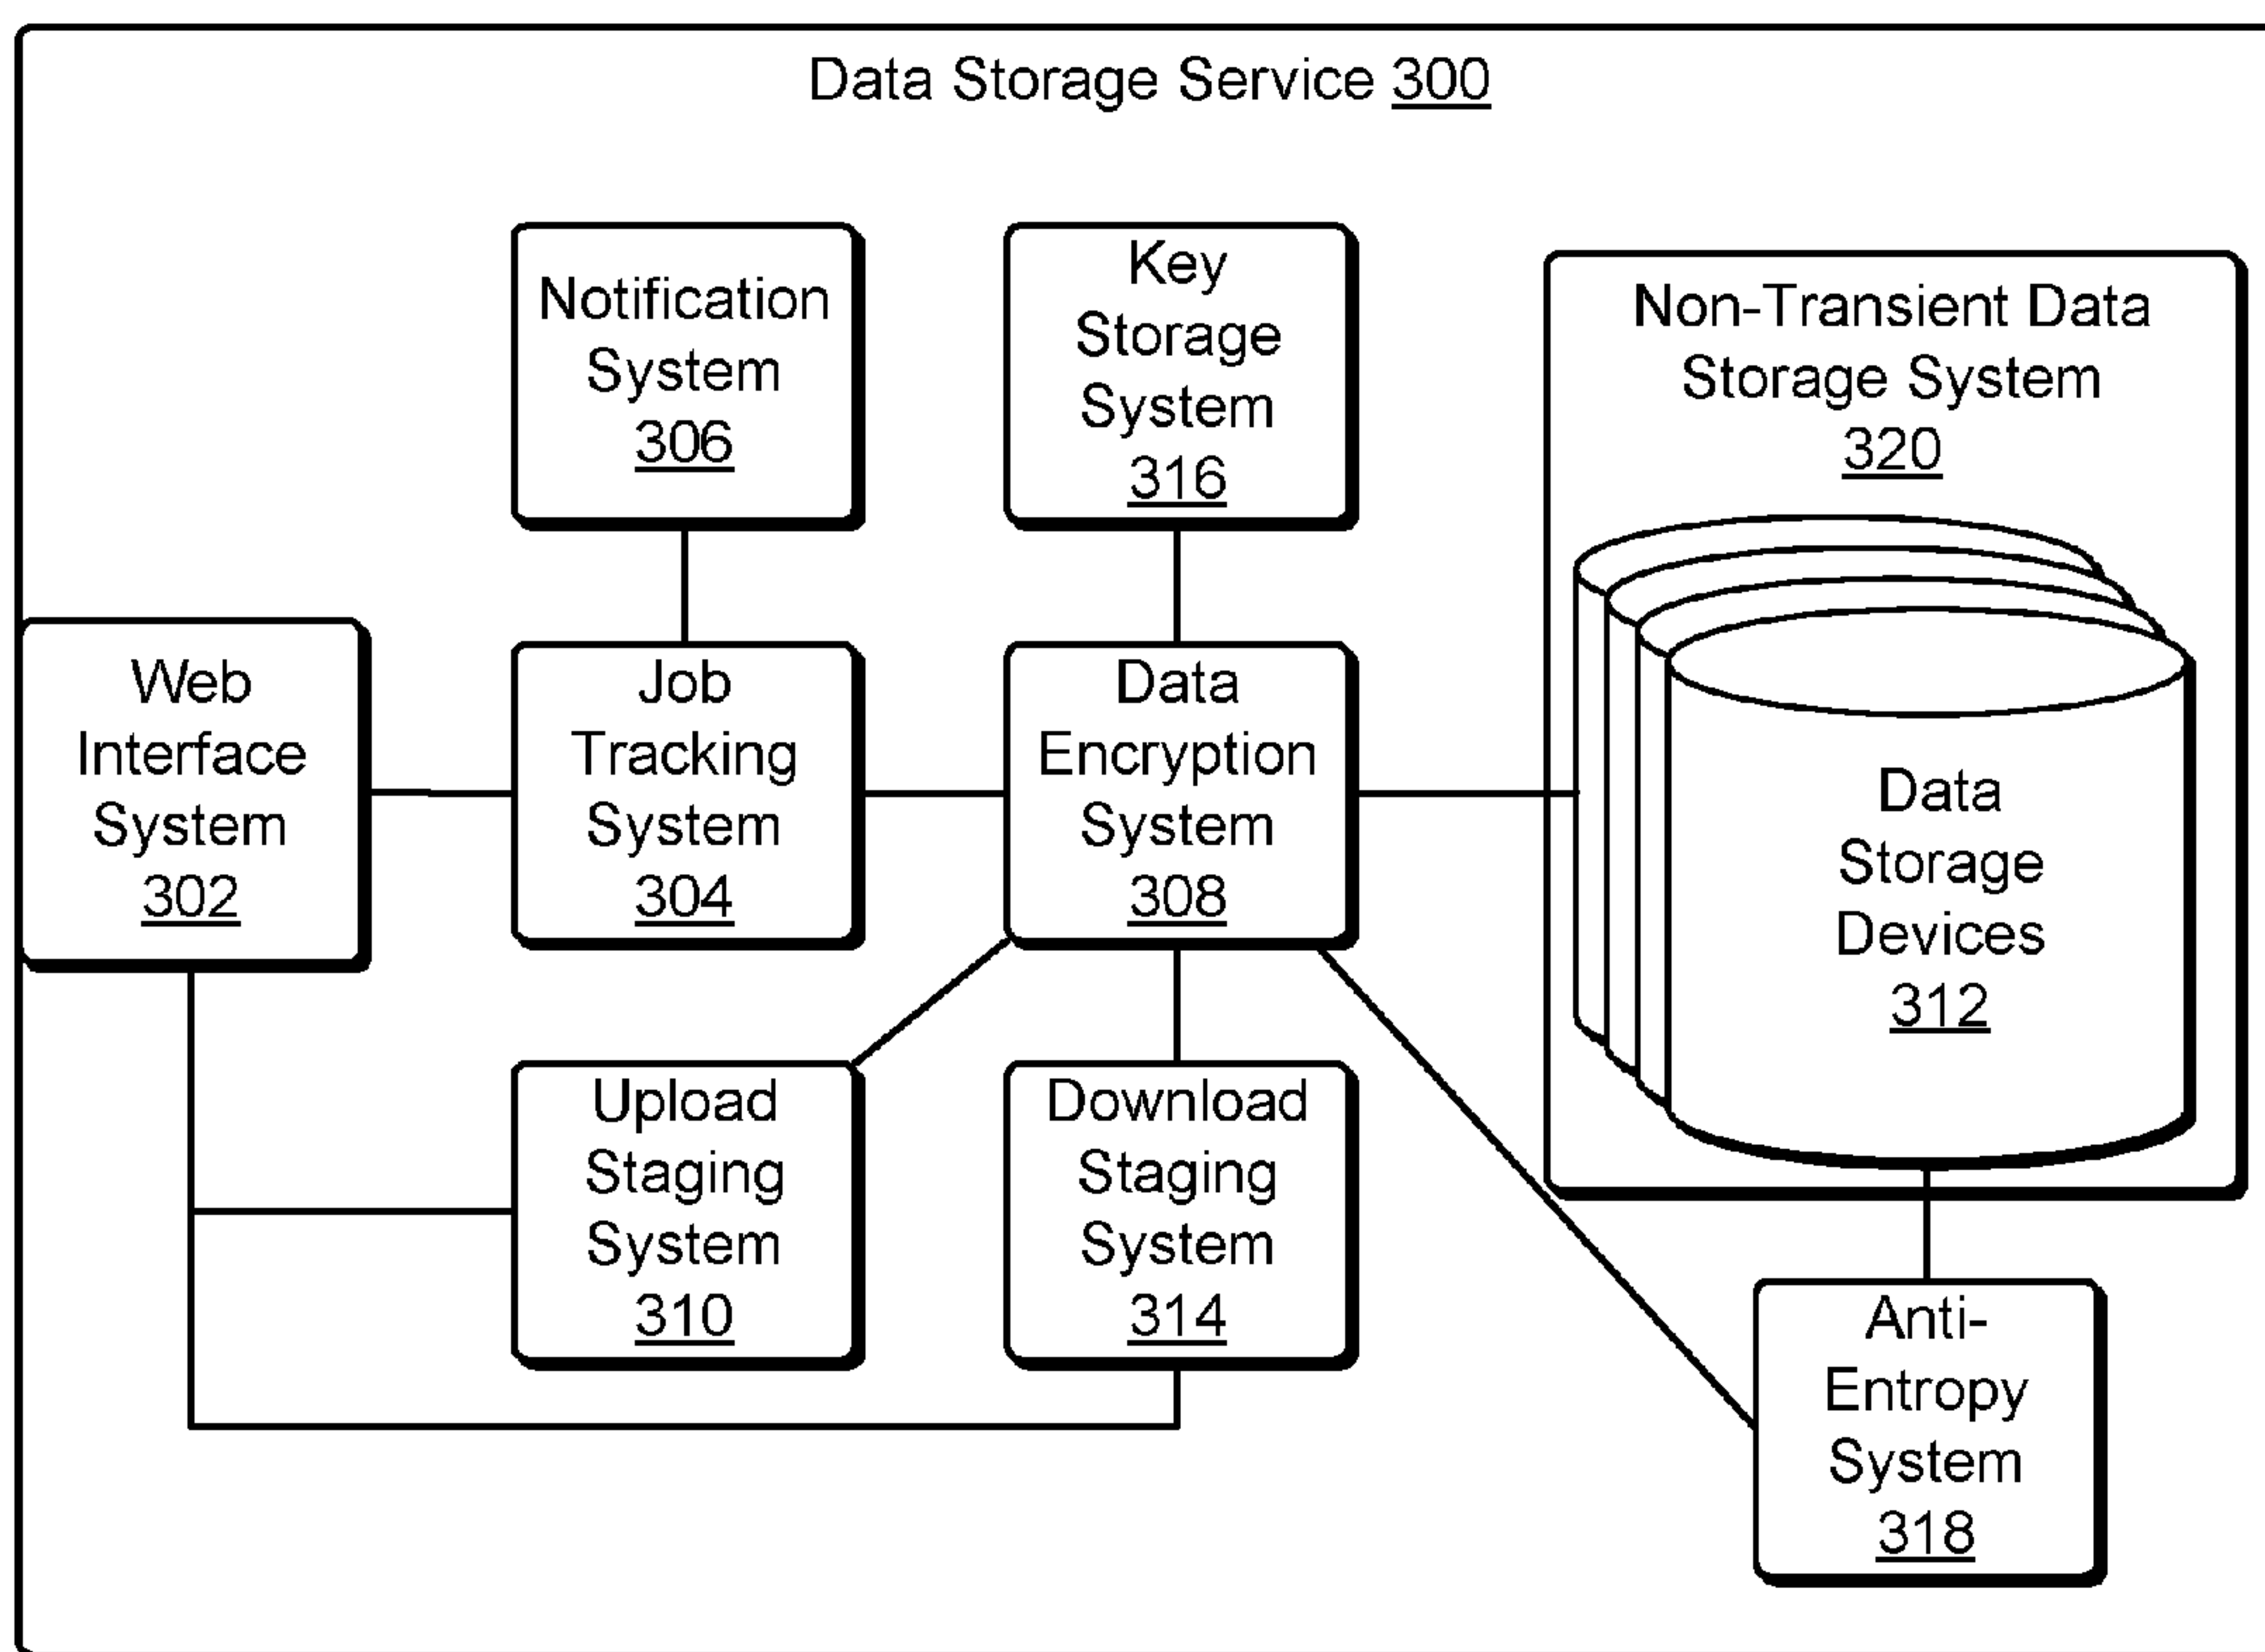 Data Storage Service 300
Notification
System
306
Key
Storage
System
316
Non-Transient Data
Storage System
320
Web
Interface
System
302
Job
Tracking
System
304
Data
Encryption
System
308
Data
Storage
Devices
312
Upload
Staging
System
310
Download
Staging
System
314
Anti-
Entropy
System
318